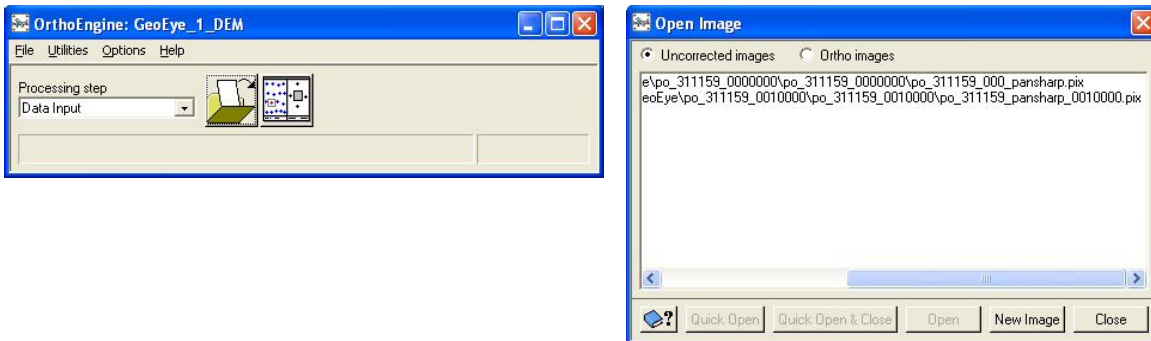 OrthoEngine: GeoEye_1_DEM
File Utilities Options Help
Processing step
Data Input
Open Image
Uncorrected images Ortho images
e\po_311159_0000000\po_311159_0000000\po_311159_000_pansharp.pix
eoEye\po_311159_0010000\po_311159_0010000\po_311159_pansharp_0010000.pix
? Quick Open Quick Open & Close Open New Image Close